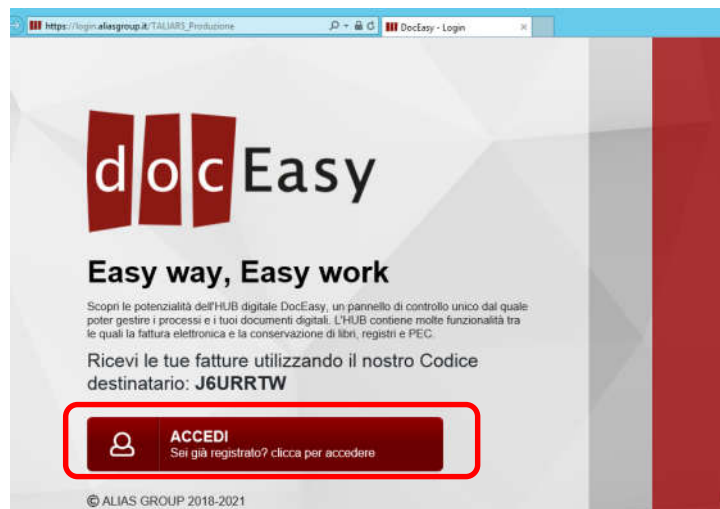 https://login.aliasgroup.it/TALIARS_Produzione
DocEasy - Login
docEasy
Easy way, Easy work
Scopri le potenzialità dell'HUB digitale DocEasy, un pannello di controllo unico dal quale
poter gestire i processi e i tuoi documenti digitali. L'HUB contiene molte funzionalità tra
le quali la fattura elettronica e la conservazione di libri, registri e PEC.
Ricevi le tue fatture utilizzando il nostro Codice
destinatario: J6URRTW
ACCEDI
Sei già registrato? clicca per accedere
© ALIAS GROUP 2018-2021